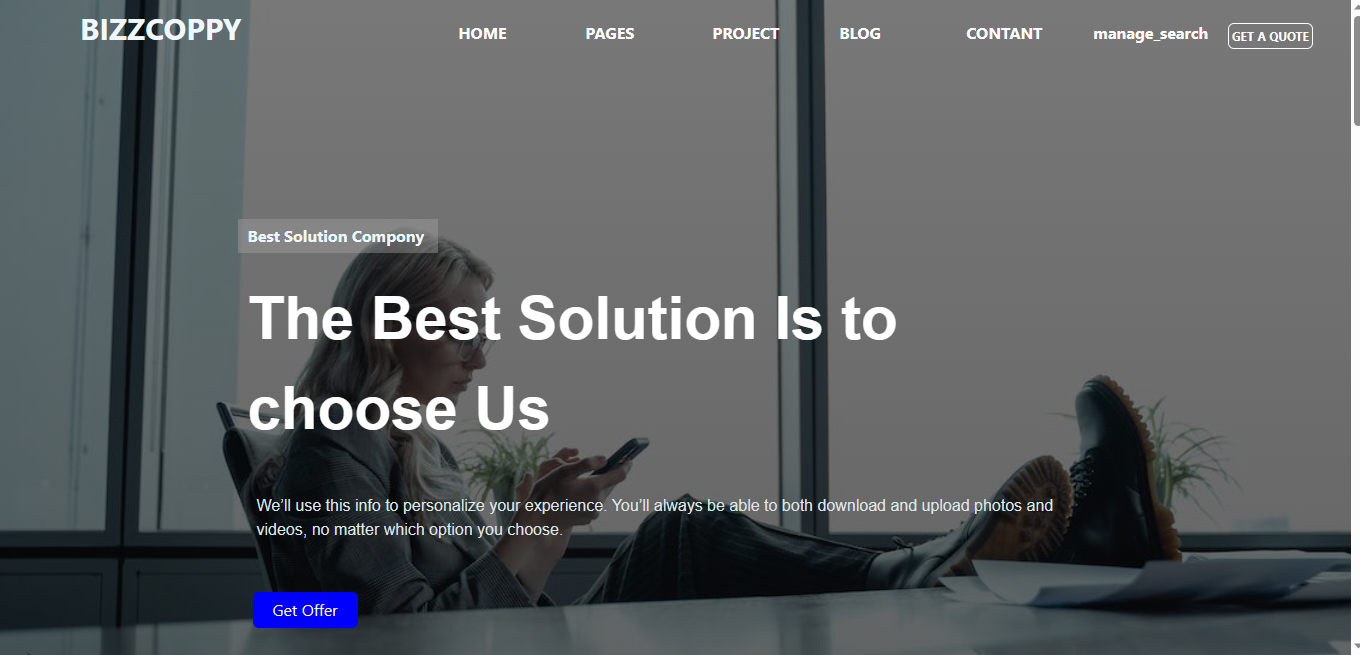 BIZZCOPPY
HOME PAGES PROJECT BLOG CONTANT manage_search GET A QUOTE
Best Solution Compony
The Best Solution Is to
choose Us
We’ll use this info to personalize your experience. You’ll always be able to both download and upload photos and
videos, no matter which option you choose.
Get Offer